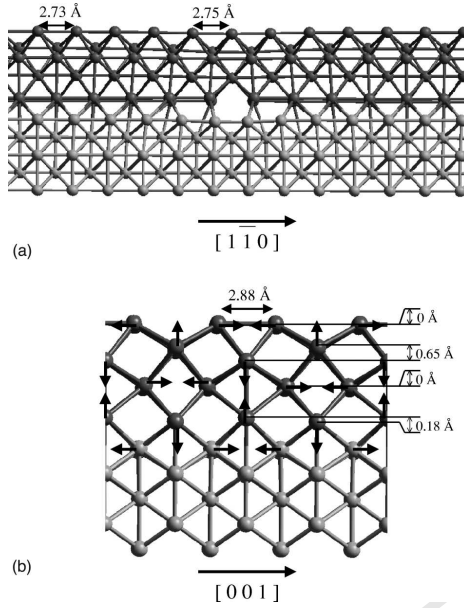 2.73 Å 2.75 Å
[ 1 1̅ 0 ]
(a)
2.88 Å
0 Å
0.65 Å
0 Å
0.18 Å
(b)
[ 0 0 1 ]